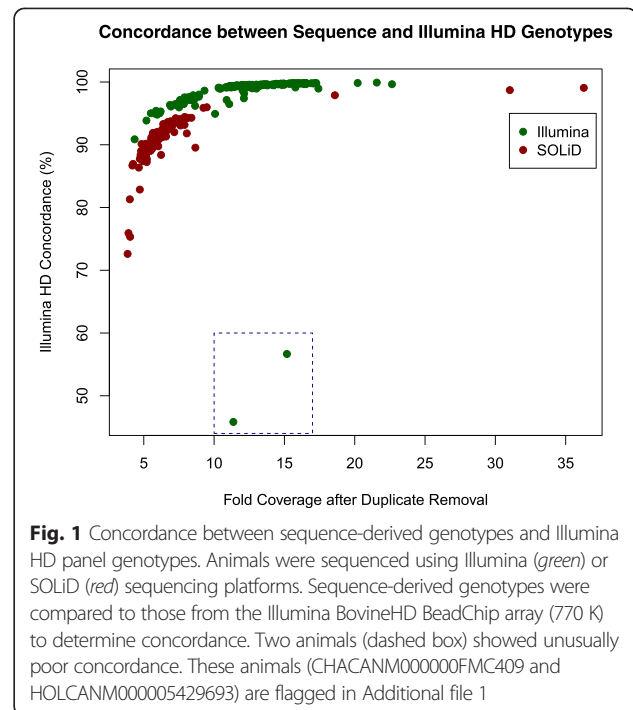 Concordance between Sequence and Illumina HD Genotypes
Illumina HD Concordance (%)
100
90
80
70
60
50
Illumina
SOLiD
5
10
15
20
25
30
35
Fold Coverage after Duplicate Removal
Fig. 1 Concordance between sequence-derived genotypes and Illumina
HD panel genotypes. Animals were sequenced using Illumina (green) or
SOLiD (red) sequencing platforms. Sequence-derived genotypes were
compared to those from the Illumina BovineHD BeadChip array (770 K)
to determine concordance. Two animals (dashed box) showed unusually
poor concordance. These animals (CHACANM000000FMC409 and
HOLCANM000005429693) are flagged in Additional file 1